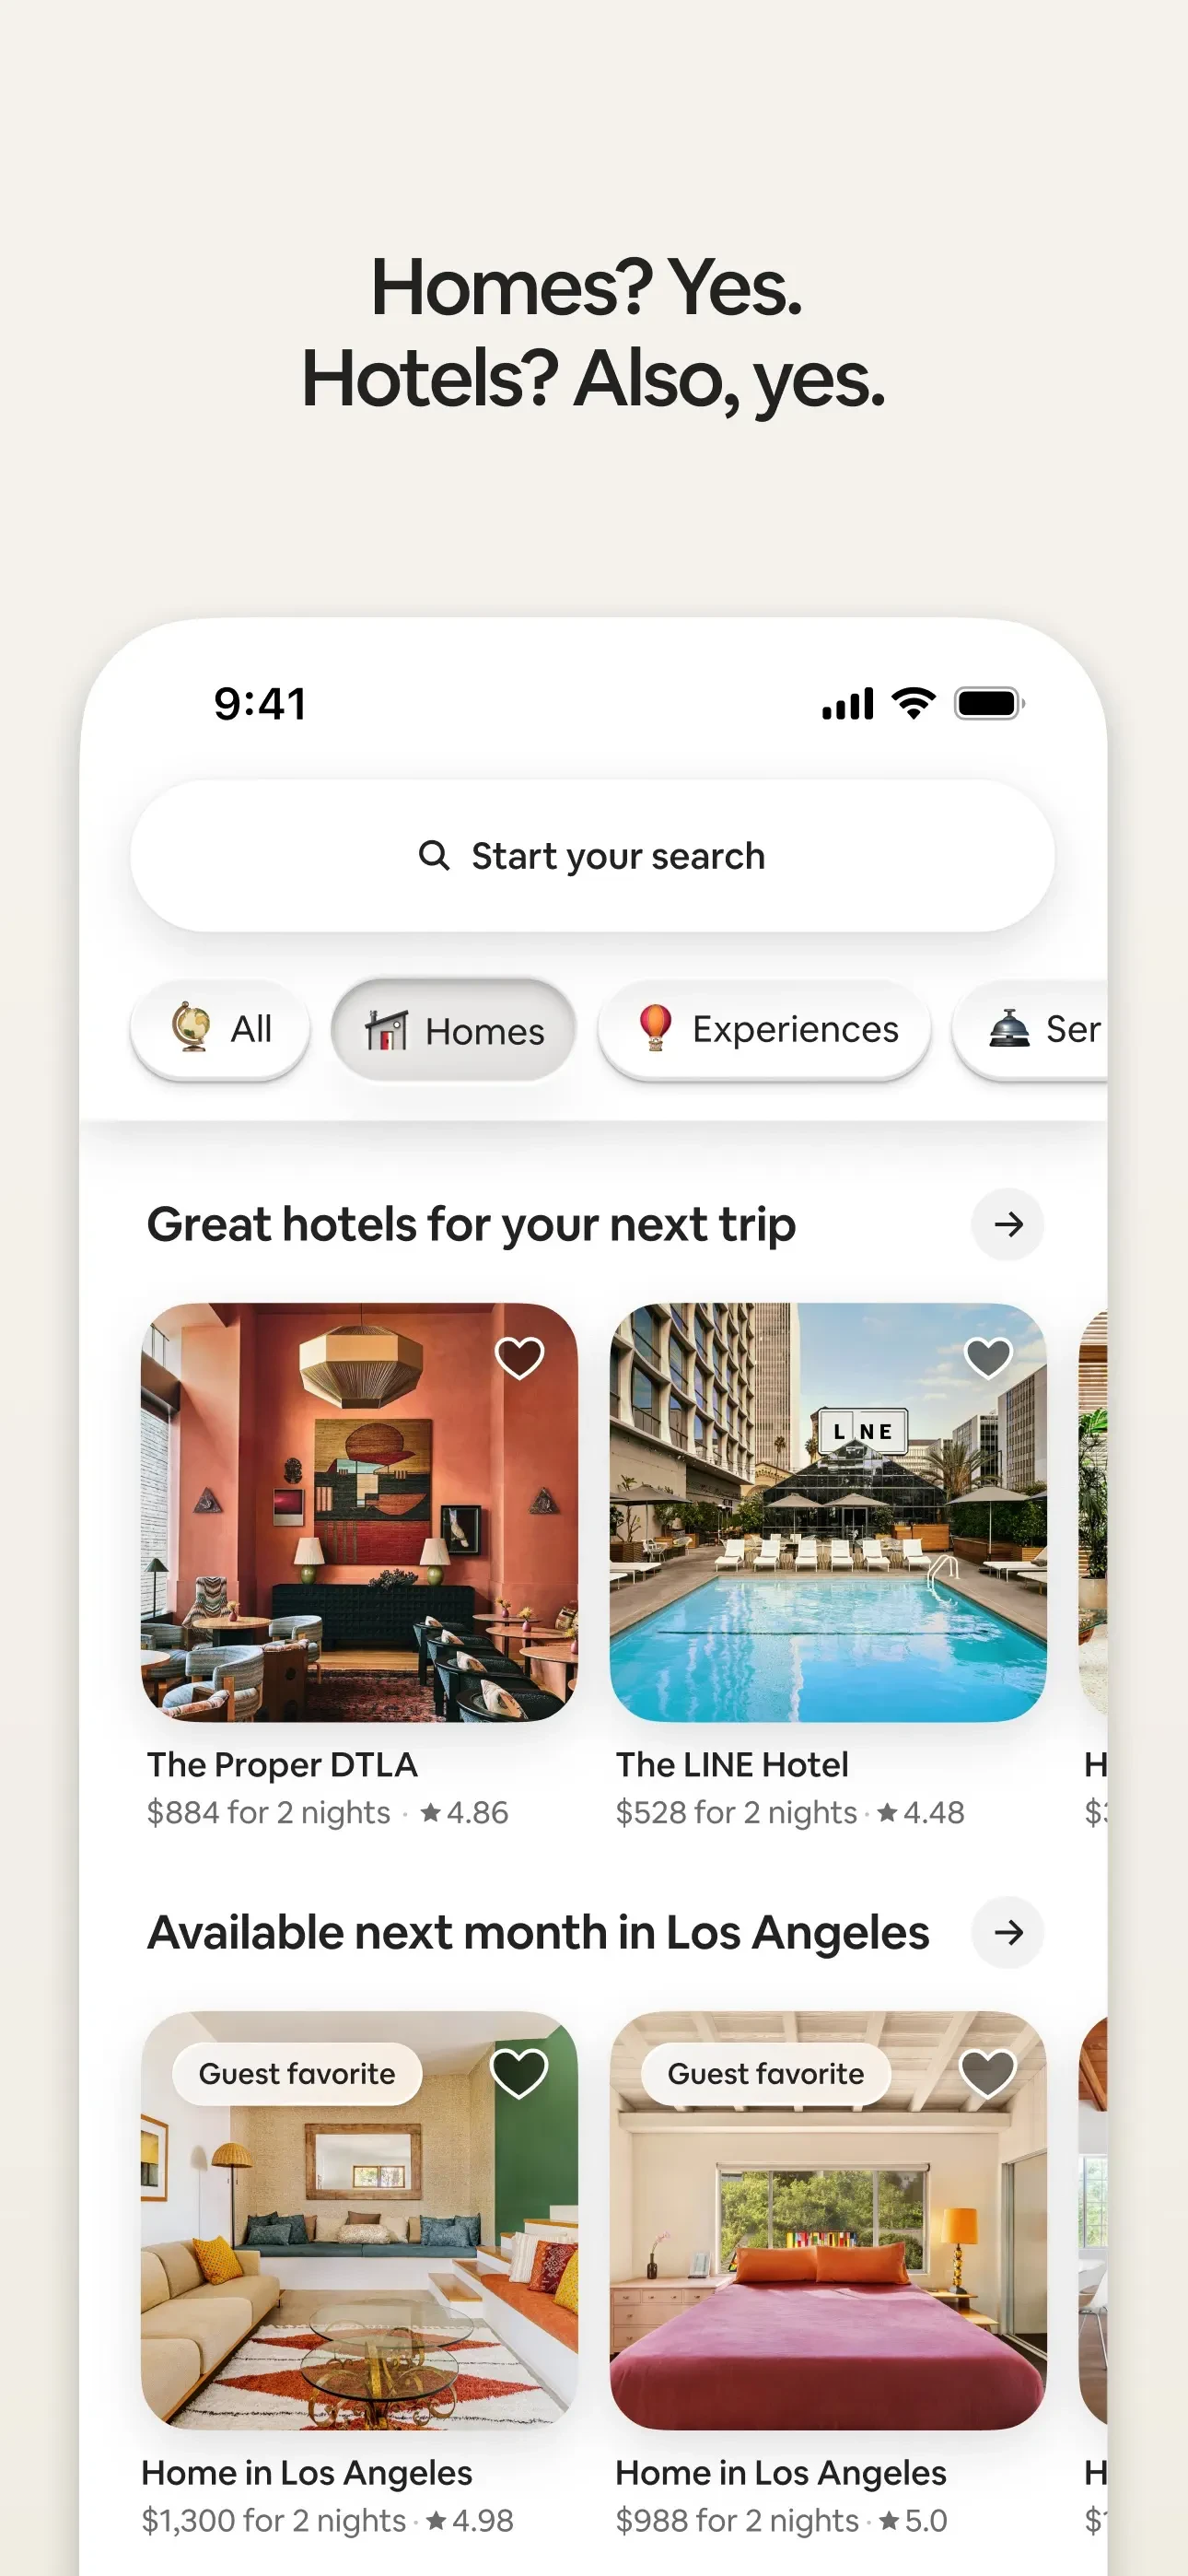 Homes? Yes.
Hotels? Also, yes.
9:41
Start your search
All
Homes
Experiences
Ser
Great hotels for your next trip
L NE
The Proper DTLA
The LINE Hotel
H
$884 for 2 nights · ★ 4.86
$528 for 2 nights · ★ 4.48
$3
Available next month in Los Angeles
Guest favorite
Guest favorite
Home in Los Angeles
Home in Los Angeles
H
$1,300 for 2 nights · ★ 4.98
$988 for 2 nights · ★ 5.0
$1